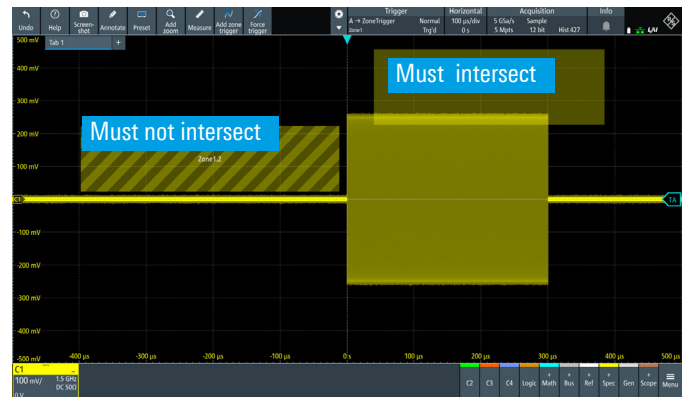 Undo
Help
Screen-
shot
Annotate
Preset
Add
zoom
Measure
Add zone
trigger
Force
trigger
Trigger
A → ZoneTrigger Normal
Zone1 Trg'd
Horizontal
100 µs/div
0 s
Acquisition
5 GSa/s Sample
5 Mpts 12 bit Hist 427
Info
Tab 1 +
500 mV
Must intersect
300 mV
200 mV
Must not intersect
Zone1.2
100 mV
C1
TA
-100 mV
-200 mV
-300 mV
-400 mV
-500 mV
-400 µs -300 µs -200 µs -100 µs 0 s 100 µs 200 µs 300 µs 400 µs 500 µs
C1
100 mV/ 1.5 GHz
DC 50Ω
0 V
C2 C3 C4 Logic Math Bus Ref Spec Gen Scope Menu